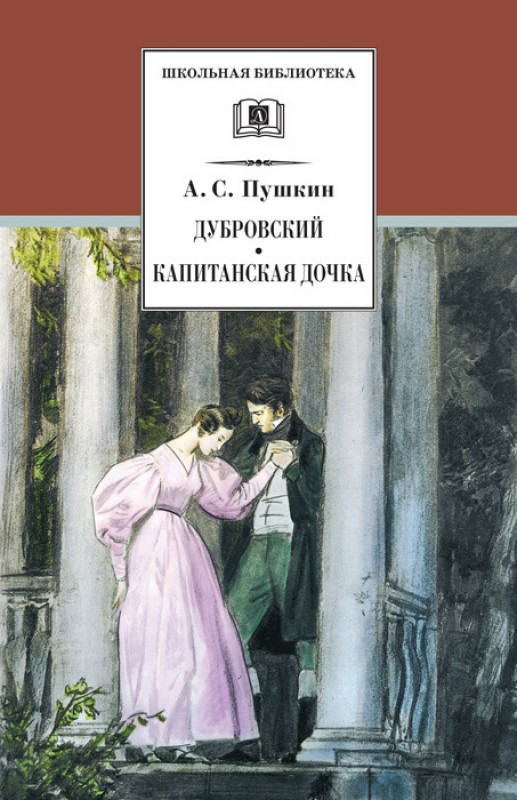 ШКОЛЬНАЯ БИБЛИОТЕКА
А. С. Пушкин
ДУБРОВСКИЙ
•
КАПИТАНСКАЯ ДОЧКА